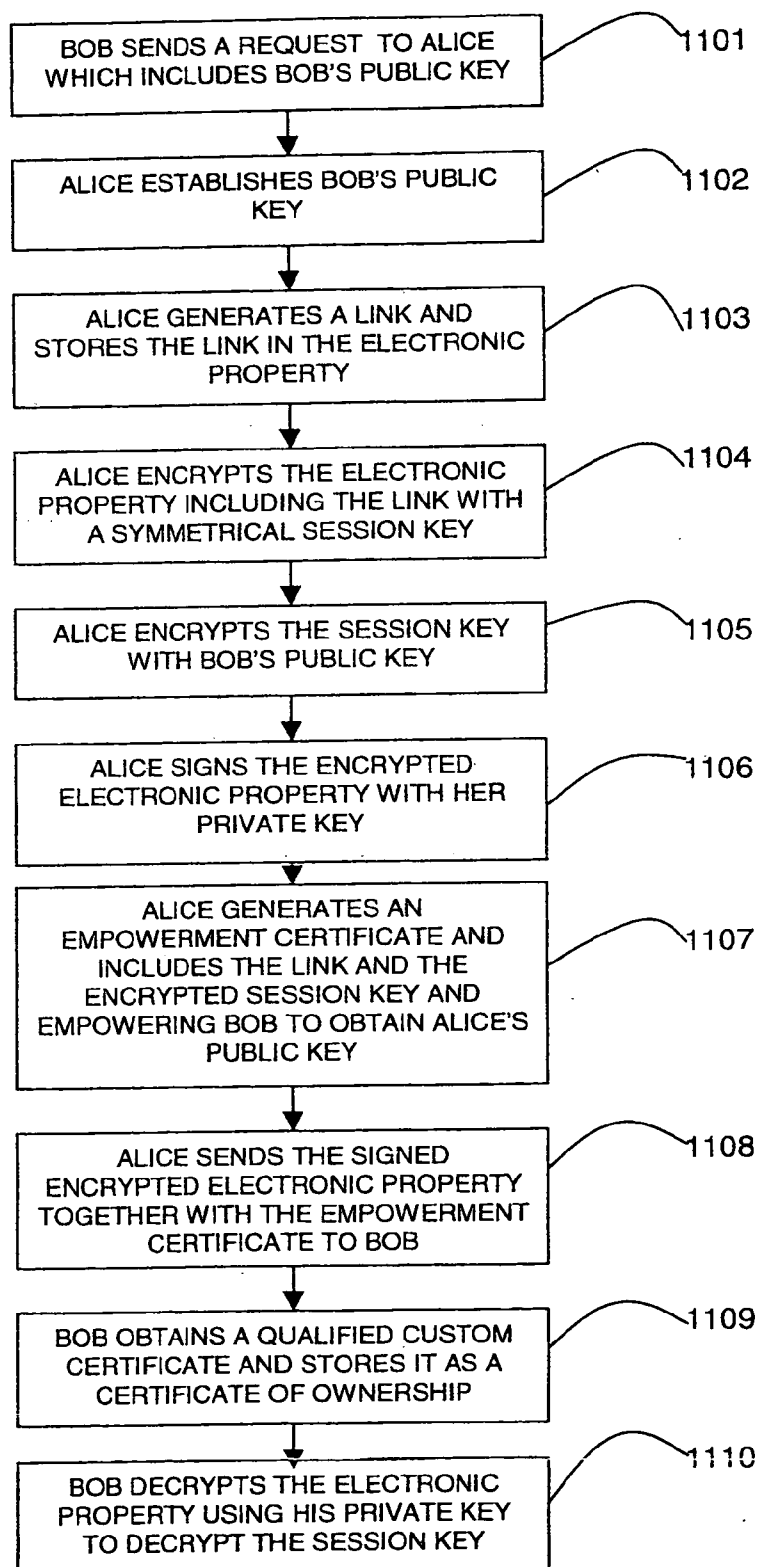 BOB SENDS A REQUEST TO ALICE
WHICH INCLUDES BOB'S PUBLIC KEY
1101
ALICE ESTABLISHES BOB'S PUBLIC
KEY
1102
ALICE GENERATES A LINK AND
STORES THE LINK IN THE ELECTRONIC
PROPERTY
1103
ALICE ENCRYPTS THE ELECTRONIC
PROPERTY INCLUDING THE LINK WITH
A SYMMETRICAL SESSION KEY
1104
ALICE ENCRYPTS THE SESSION KEY
WITH BOB'S PUBLIC KEY
1105
ALICE SIGNS THE ENCRYPTED
ELECTRONIC PROPERTY WITH HER
PRIVATE KEY
1106
ALICE GENERATES AN
EMPOWERMENT CERTIFICATE AND
INCLUDES THE LINK AND THE
ENCRYPTED SESSION KEY AND
EMPOWERING BOB TO OBTAIN ALICE'S
PUBLIC KEY
1107
ALICE SENDS THE SIGNED
ENCRYPTED ELECTRONIC PROPERTY
TOGETHER WITH THE EMPOWERMENT
CERTIFICATE TO BOB
1108
BOB OBTAINS A QUALIFIED CUSTOM
CERTIFICATE AND STORES IT AS A
CERTIFICATE OF OWNERSHIP
1109
BOB DECRYPTS THE ELECTRONIC
PROPERTY USING HIS PRIVATE KEY
TO DECRYPT THE SESSION KEY
1110